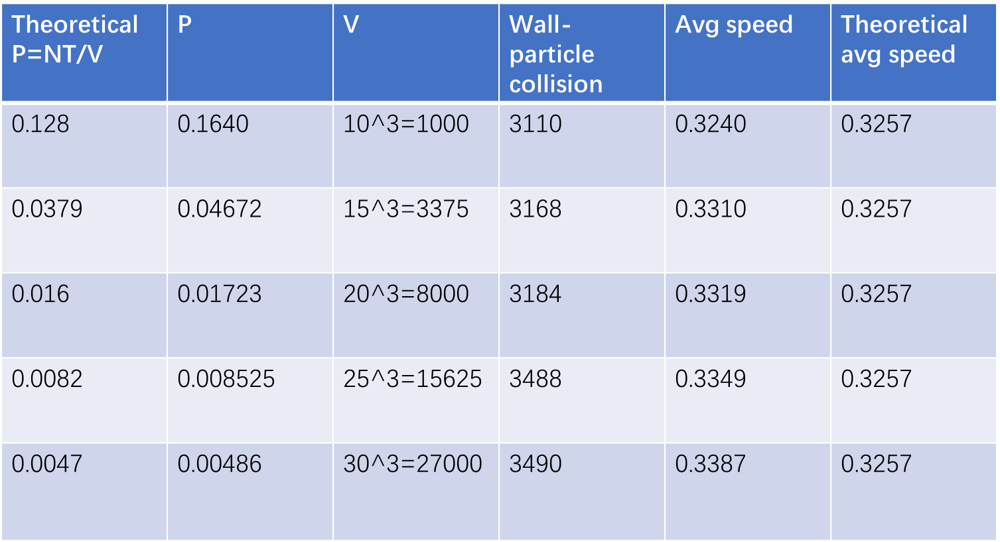 Theoretical P V Wall- Avg speed Theoretical
P=NT/V particle avg speed
collision
0.128 0.1640 10^3=1000 3110 0.3240 0.3257
0.0379 0.04672 15^3=3375 3168 0.3310 0.3257
0.016 0.01723 20^3=8000 3184 0.3319 0.3257
0.0082 0.008525 25^3=15625 3488 0.3349 0.3257
0.0047 0.00486 30^3=27000 3490 0.3387 0.3257